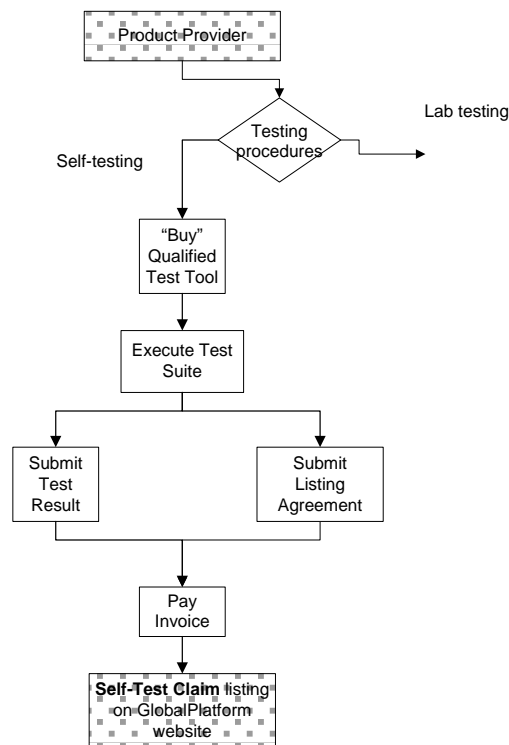 Product Provider
Testing
procedures
Lab testing
Self-testing
“Buy”
Qualified
Test Tool
Execute Test
Suite
Submit
Test
Result
Submit
Listing
Agreement
Pay
Invoice
Self-Test Claim listing
on GlobalPlatform
website